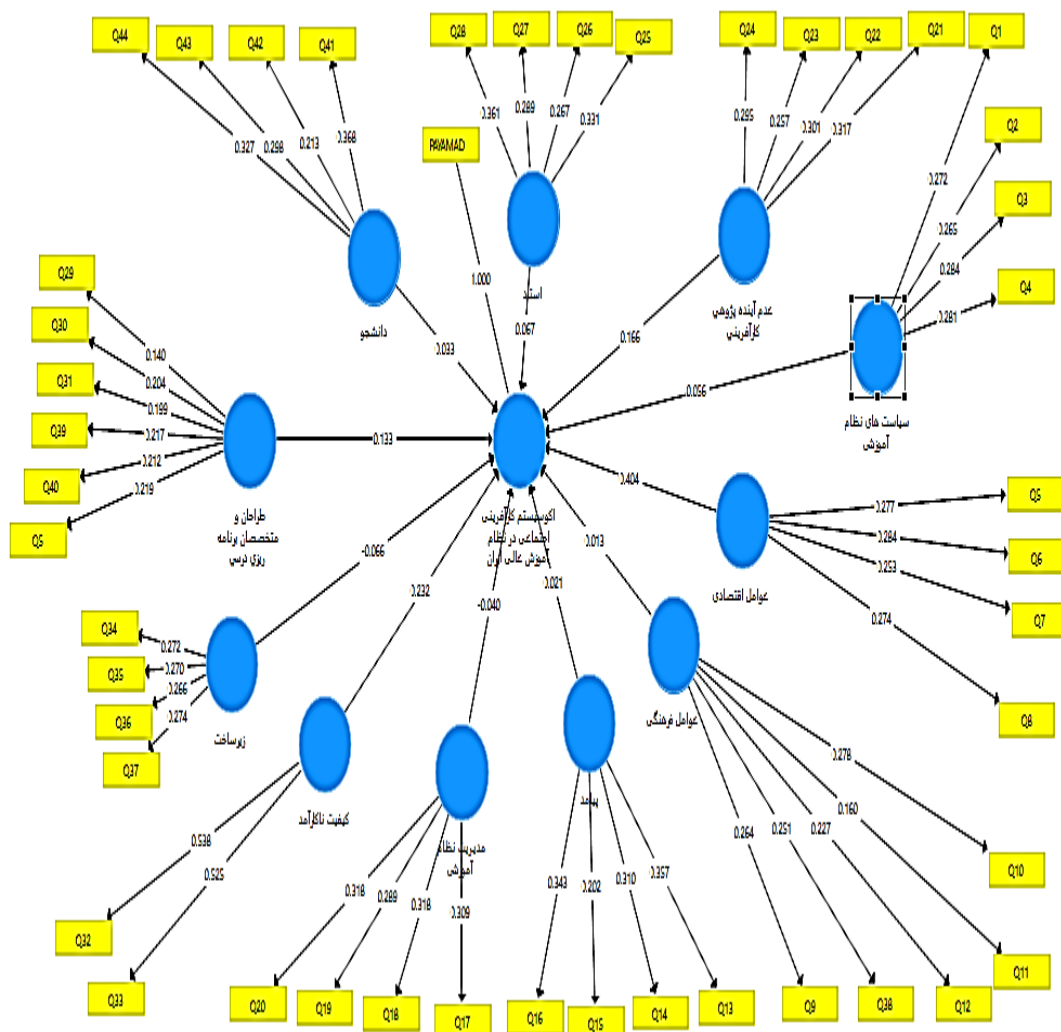 Q44
Q43
Q42
Q41
Q28
Q27
Q26
Q25
Q24
Q23
Q22
Q21
Q1
0.327
0.298
0.213
0.368
0.361
0.289
0.267
0.331
0.295
0.257
0.301
0.317
0.272
Q2
0.265
Q3
0.284
Q4
0.281
PAYAMAD
1.000
دانشجو
0.033
استاد
0.067
عدم آینده پژوهی
کارآفرینی
0.166
سیاست های نظام
آموزشی
0.056
Q29
Q30
Q31
Q39
Q40
Q5
0.140
0.204
0.199
0.217
0.212
0.219
0.133
طراحان و
متخصصان برنامه
ریزی درسی
اکوسیستم کارآفرینی
اجتماعی در نظام
آموزش عالی ایران
0.404
عوامل اقتصادی
0.277
0.284
0.253
0.274
Q5
Q6
Q7
Q8
-0.066
0.232
-0.040
0.021
0.013
Q34
Q35
Q36
Q37
0.272
0.270
0.266
0.274
زیرساخت
کیفیت ناکارآمد
0.538
0.525
Q32
Q33
مدیریت نظام
آموزشی
0.318
0.289
0.318
0.309
Q20
Q19
Q18
Q17
پیامد
0.343
0.202
0.310
0.357
Q16
Q15
Q14
Q13
عوامل فرهنگی
0.264
0.251
0.227
0.160
0.278
Q9
Q38
Q12
Q11
Q10